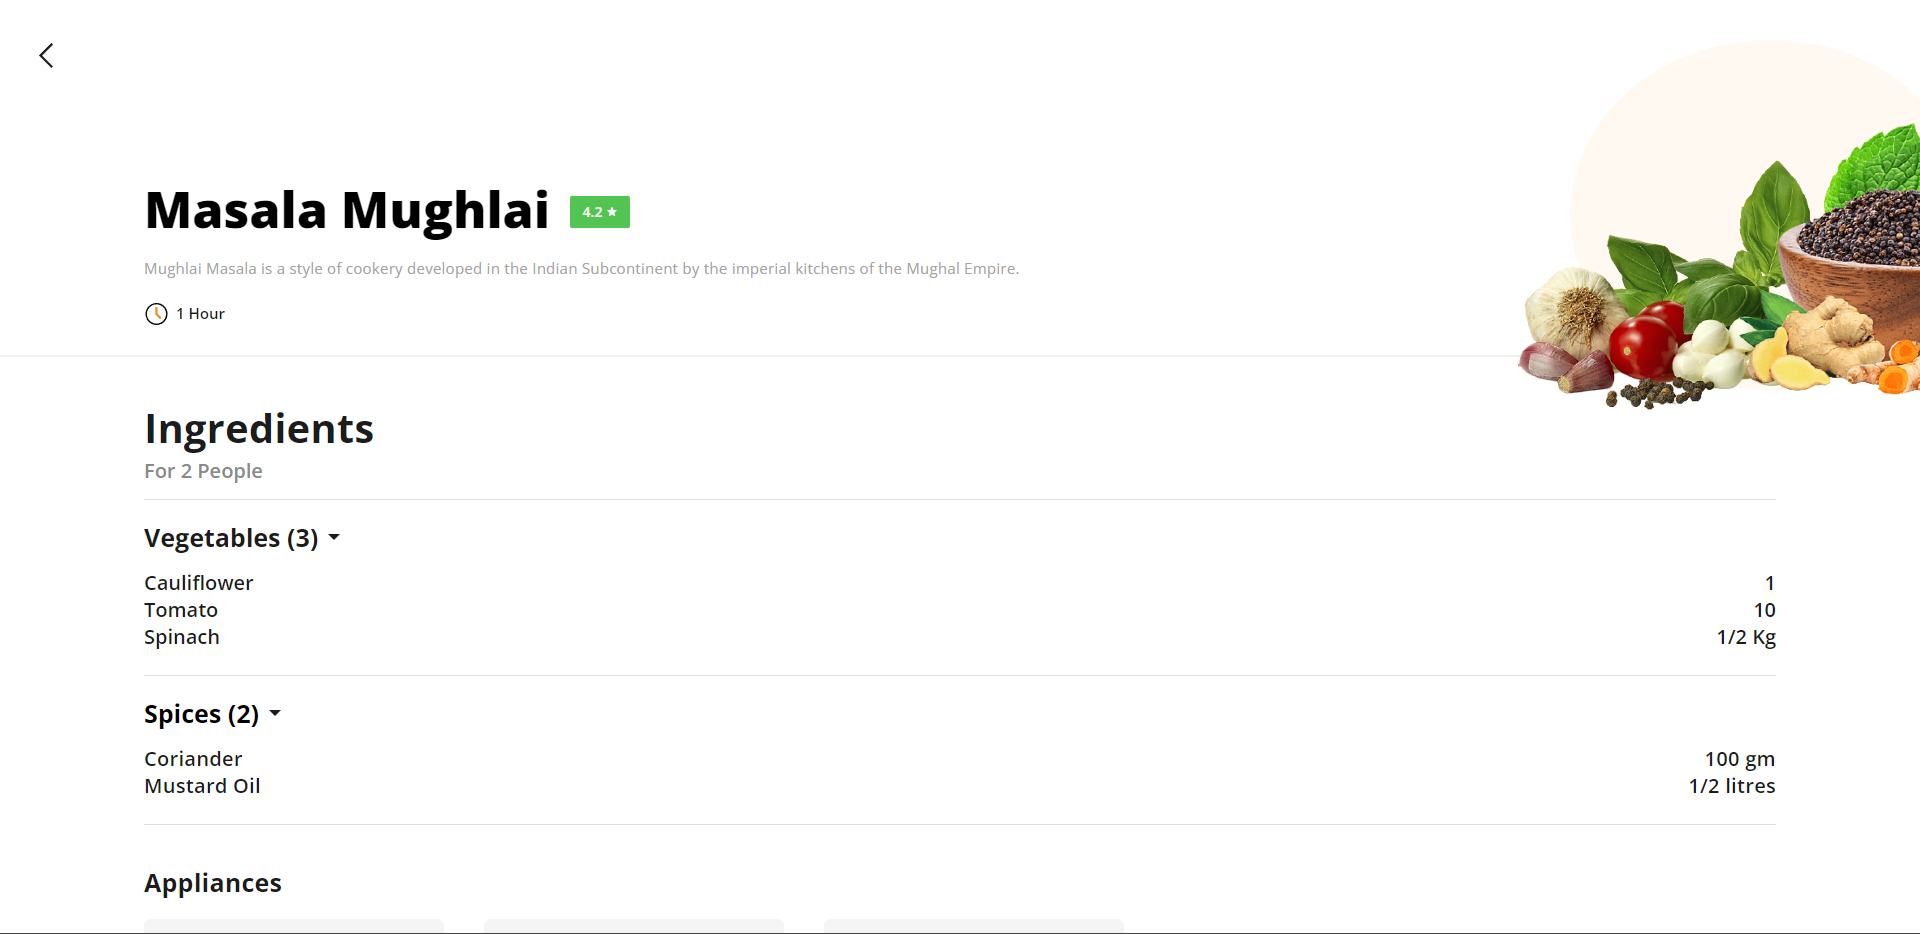 Masala Mughlai 4.2 ★
Mughlai Masala is a style of cookery developed in the Indian Subcontinent by the imperial kitchens of the Mughal Empire.
1 Hour
Ingredients
For 2 People
Vegetables (3)
Cauliflower 1
Tomato 10
Spinach 1/2 Kg
Spices (2)
Coriander 100 gm
Mustard Oil 1/2 litres
Appliances